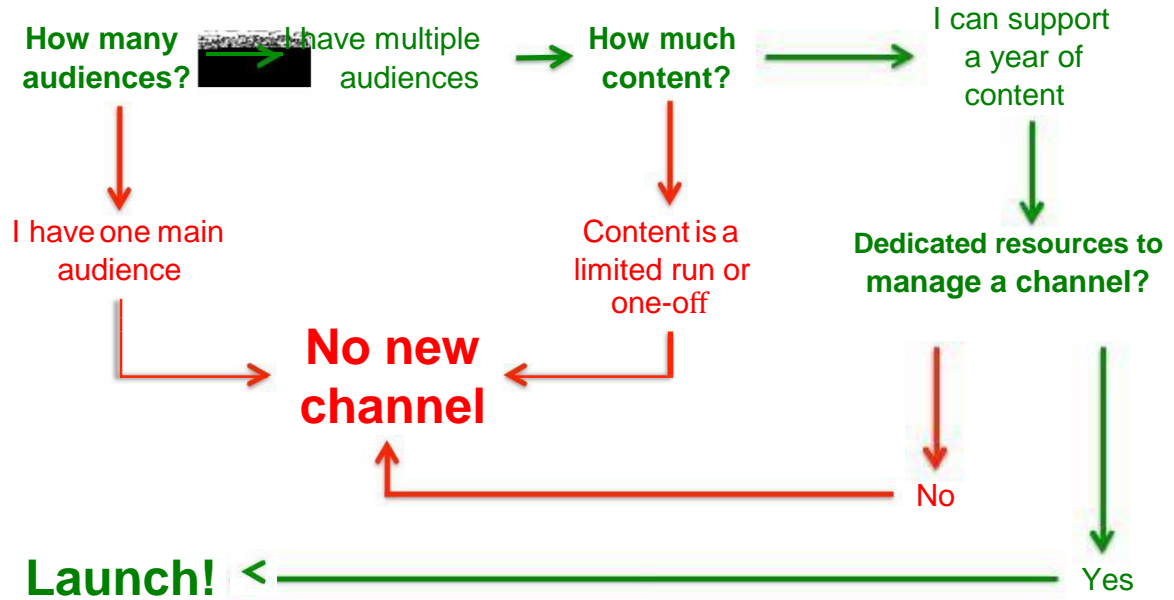 How many
audiences?
I have multiple
audiences
How much
content?
I can support
a year of
content
I have one main
audience
Content is a
limited run or
one-off
Dedicated resources to
manage a channel?
No new
channel
No
Launch!
Yes